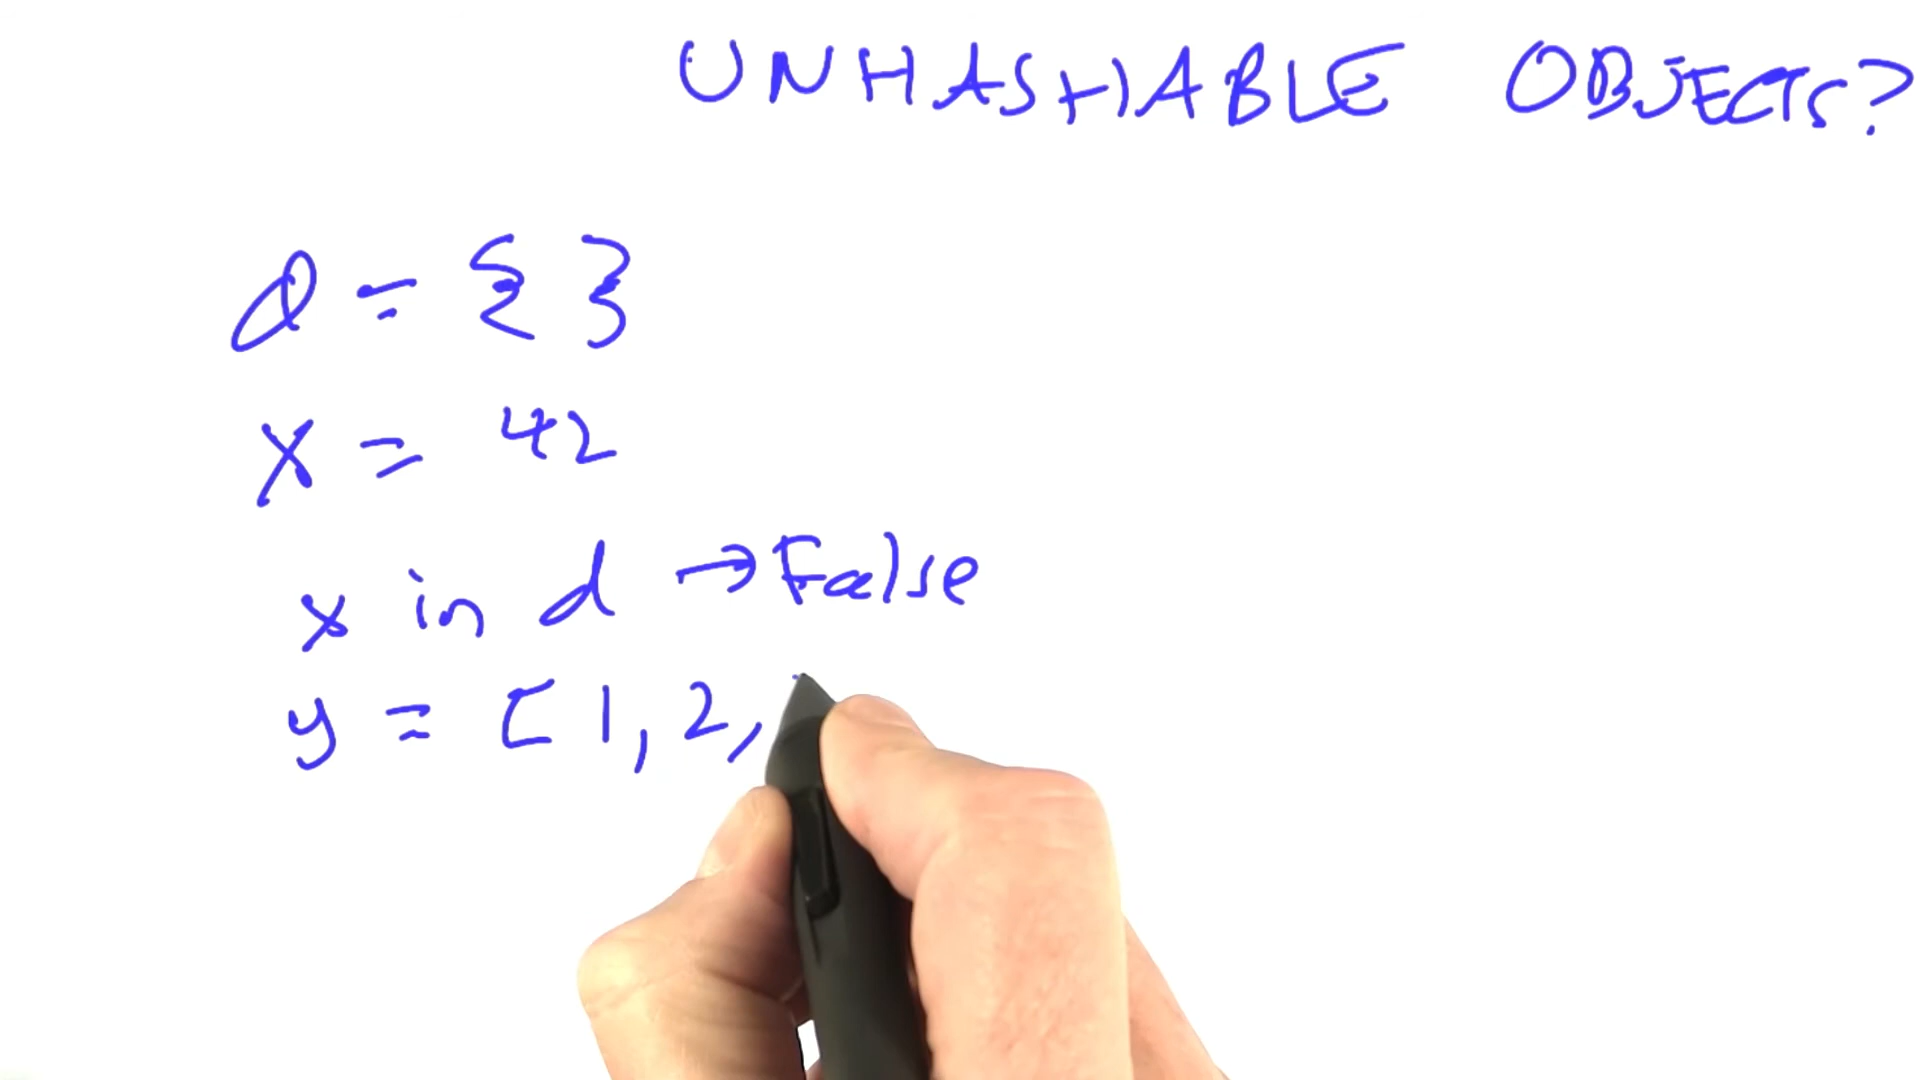 UNHASHABLE OBJECTS?
d = { }
x = 42
x in d → False
y = [1, 2,